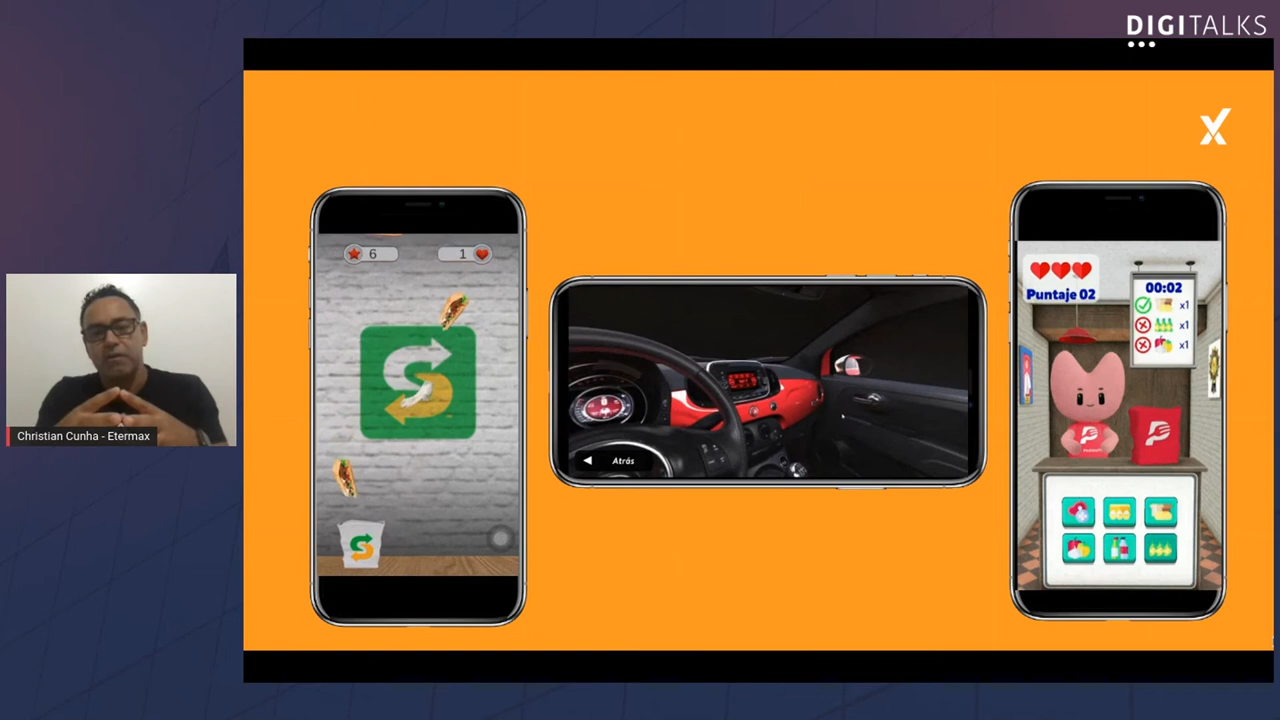 DIGITALKS
Christian Cunha - Etermax
6
1
Atrás
Puntaje 02
00:02
x1
x1
x1